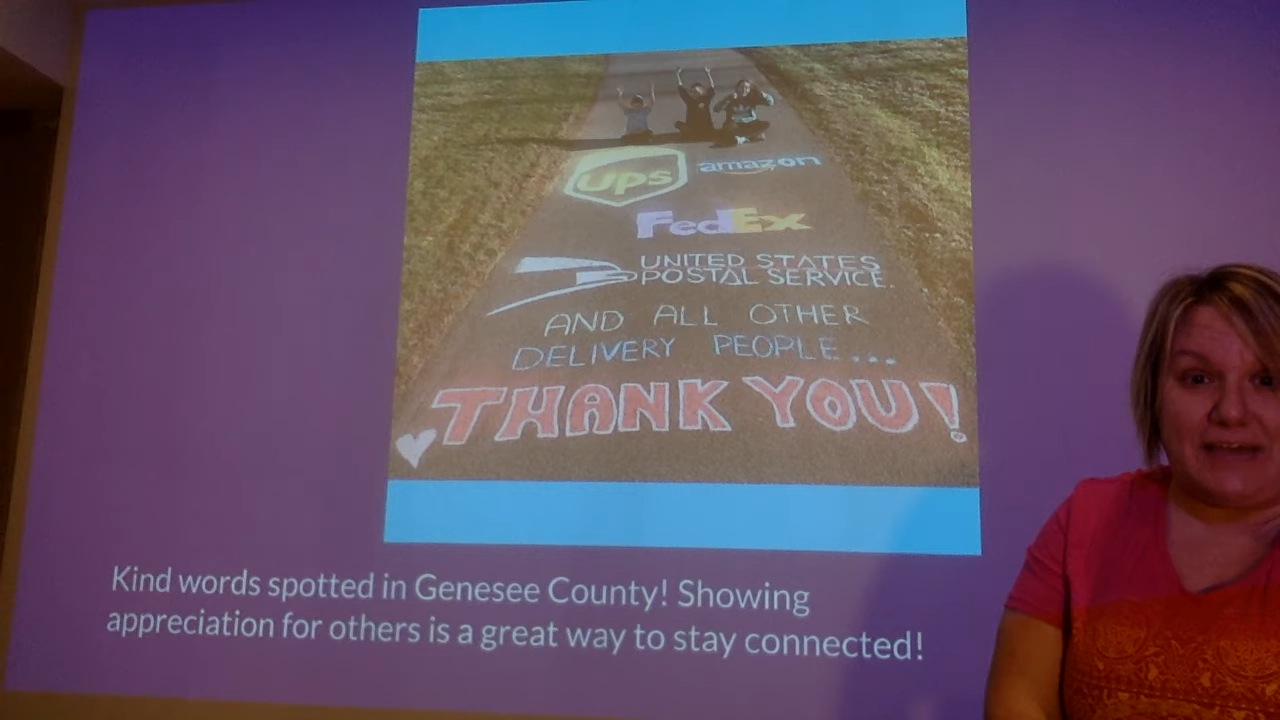 ups amazon
FedEx
UNITED STATES
POSTAL SERVICE.
AND ALL OTHER
DELIVERY PEOPLE...
THANK YOU!
Kind words spotted in Genesee County! Showing
appreciation for others is a great way to stay connected!